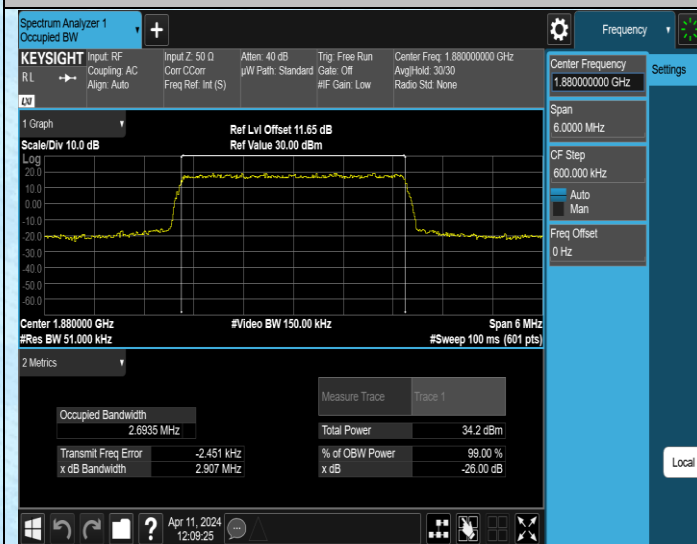 Spectrum Analyzer 1
Occupied BW
+
Frequency
KEYSIGHT
RL
LXI
Input: RF
Coupling: AC
Align: Auto
Input Z: 50 Ω
Corr CCorr
Freq Ref: Int (S)
Atten: 40 dB
µW Path: Standard
Trig: Free Run
Gate: Off
#IF Gain: Low
Center Freq: 1.880000000 GHz
Avg|Hold: 30/30
Radio Std: None
Center Frequency
1.880000000 GHz
Settings
Span
6.0000 MHz
CF Step
600.000 kHz
Auto
Man
Freq Offset
0 Hz
1 Graph
Scale/Div 10.0 dB
Ref Lvl Offset 11.65 dB
Ref Value 30.00 dBm
Log
20.0
10.0
0.00
-10.0
-20.0
-30.0
-40.0
-50.0
-60.0
Center 1.880000 GHz
#Res BW 51.000 kHz
#Video BW 150.00 kHz
Span 6 MHz
#Sweep 100 ms (601 pts)
2 Metrics
Measure Trace
Trace 1
Occupied Bandwidth
2.6935 MHz
Total Power
34.2 dBm
Transmit Freq Error
-2.451 kHz
% of OBW Power
99.00 %
x dB Bandwidth
2.907 MHz
x dB
-26.00 dB
Local
?
Apr 11, 2024
12:09:25